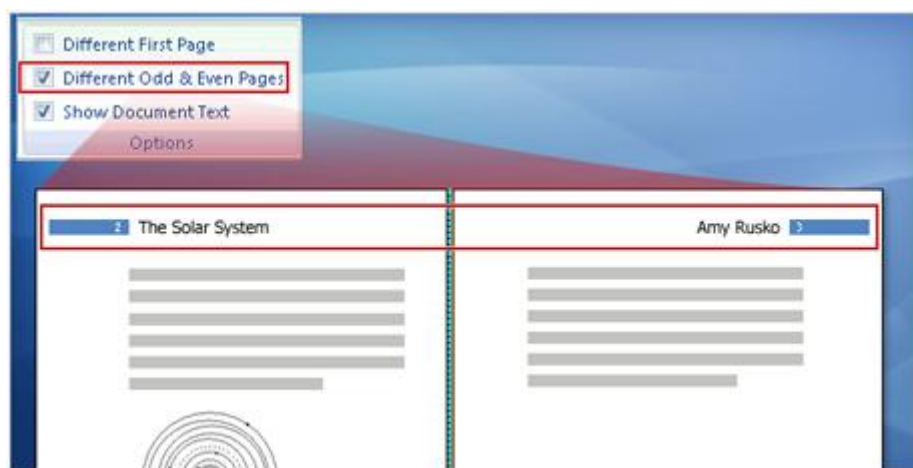 Different First Page
Different Odd & Even Pages
Show Document Text
Options
2 The Solar System
Amy Rusko 3